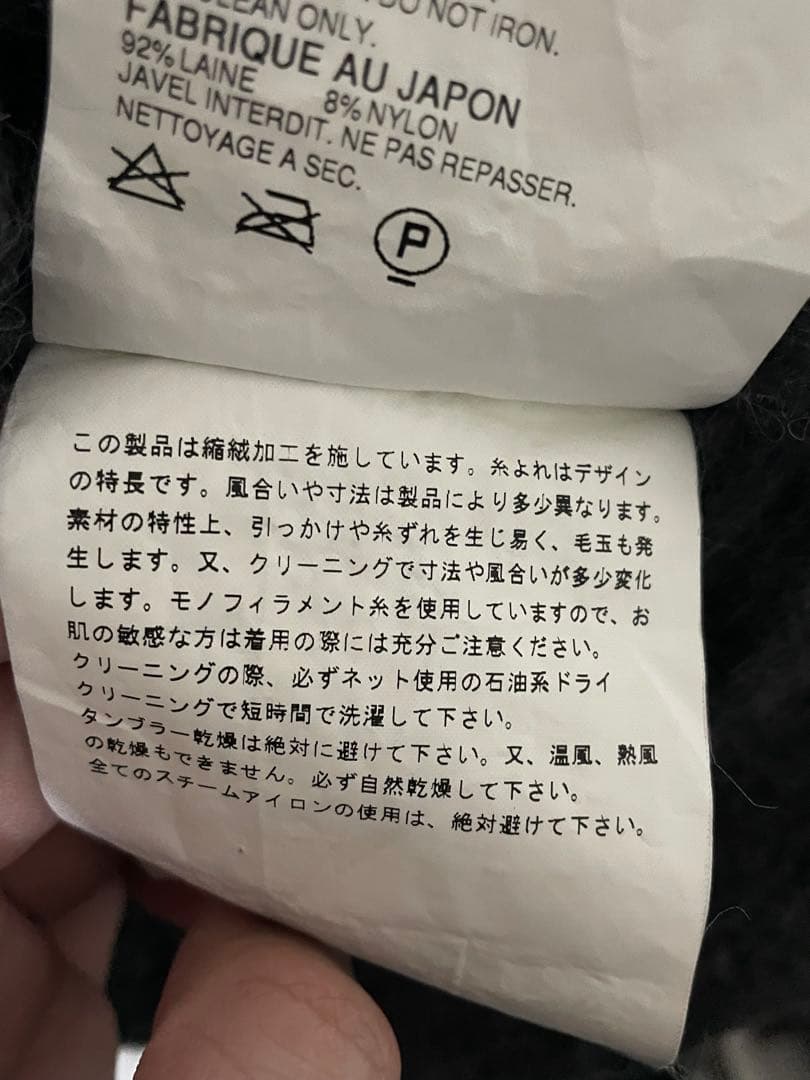 CLEAN ONLY.
DO NOT IRON.
FABRIQUE AU JAPON
92% LAINE 8% NYLON
JAVEL INTERDIT. NE PAS REPASSER.
NETTOYAGE A SEC.
P
この製品は縮絨加工を施しています。糸よれはデザイン
の特長です。風合いや寸法は製品により多少異なります。
素材の特性上、引っかけや糸ずれを生じ易く、毛玉も発
生します。又、クリーニングで寸法や風合いが多少変化
します。モノフィラメント糸を使用していますので、お
肌の敏感な方は着用の際には充分ご注意ください。
クリーニングの際、必ずネット使用の石油系ドライ
クリーニングで短時間で洗濯して下さい。
タンブラー乾燥は絶対に避けて下さい。又、温風、熱風
の乾燥もできません。必ず自然乾燥して下さい。
全てのスチームアイロンの使用は、絶対避けて下さい。